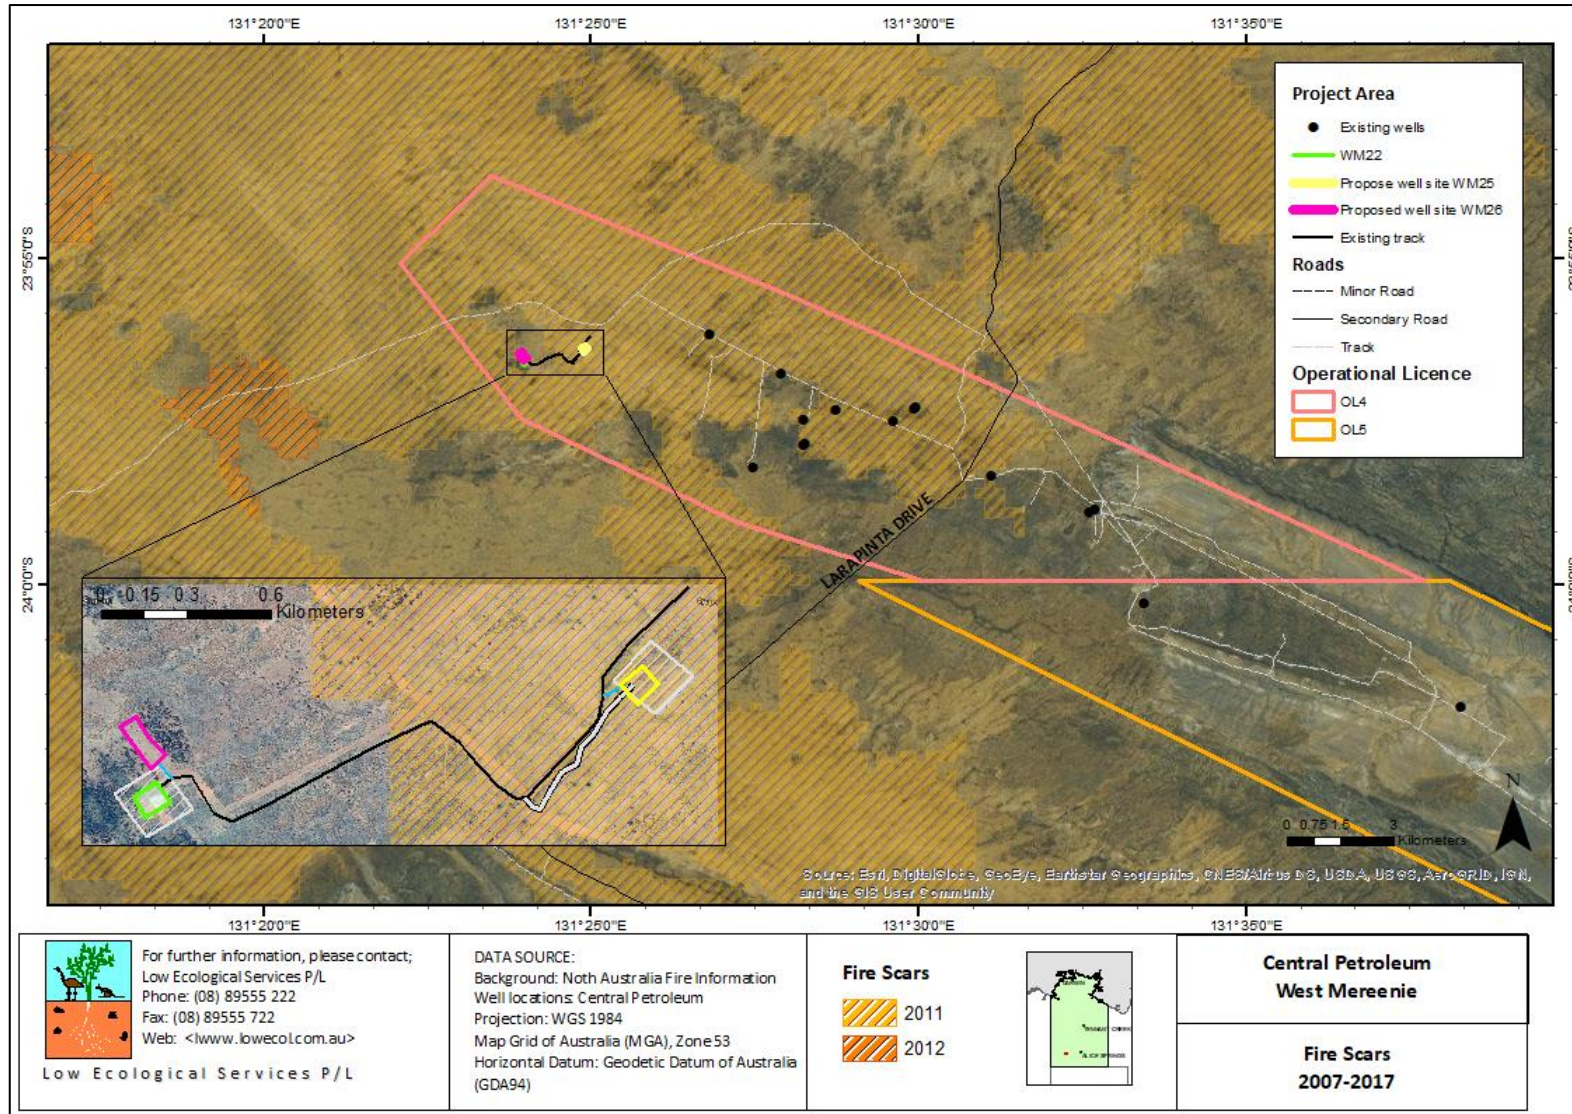 131°20'0"E
131°25'0"E
131°30'0"E
131°35'0"E
23°55'0"S
24°0'0"S
Project Area
Existing wells
WM22
Propose well site WM25
Proposed well site WM26
Existing track
Roads
Minor Road
Secondary Road
Track
Operational Licence
OL4
OL5
LARAPINTA DRIVE
0 0.15 0.3 0.6
Kilometers
N
0 0.75 1.5 3
Kilometers
Source: Esri, DigitalGlobe, GeoEye, Earthstar Geographics, CNES/Airbus DS, USDA, USGS, AeroGRID, IGN,
and the GIS User Community
131°20'0"E
131°25'0"E
131°30'0"E
131°35'0"E
For further information, please contact;
Low Ecological Services P/L
Phone: (08) 89555 222
Fax: (08) 89555 722
Web: <lwww.lowecol.com.au>
Low Ecological Services P/L
DATA SOURCE:
Background: Noth Australia Fire Information
Well locations: Central Petroleum
Projection: WGS 1984
Map Grid of Australia (MGA), Zone 53
Horizontal Datum: Geodetic Datum of Australia
(GDA94)
Fire Scars
2011
2012
TENNANT CREEK
ALICE SPRINGS
Central Petroleum
West Mereenie
Fire Scars
2007-2017